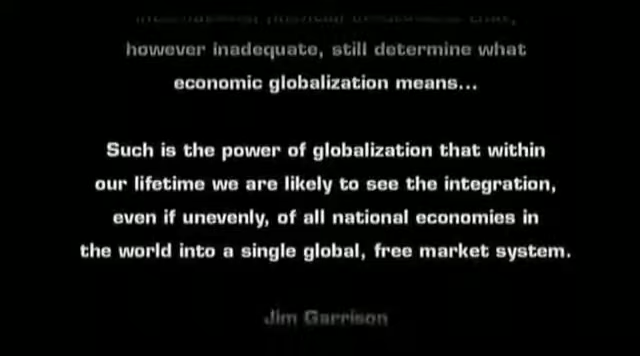 however inadequate, still determine what
economic globalization means...
Such is the power of globalization that within
our lifetime we are likely to see the integration,
even if unevenly, of all national economies in
the world into a single global, free market system.
Jim Garrison